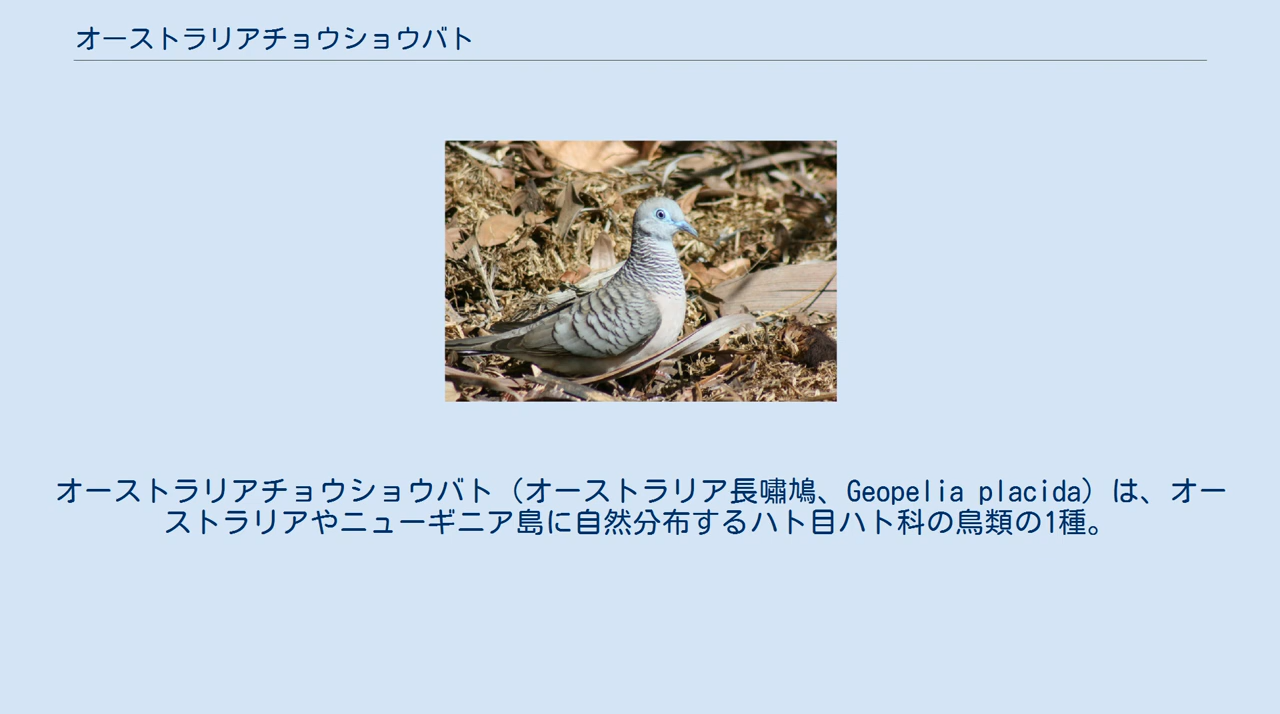 オーストラリアチョウショウバト
オーストラリアチョウショウバト（オーストラリア長嘯鳩、Geopelia placida）は、オー
ストラリアやニューギニア島に自然分布するハト目ハト科の鳥類の1種。